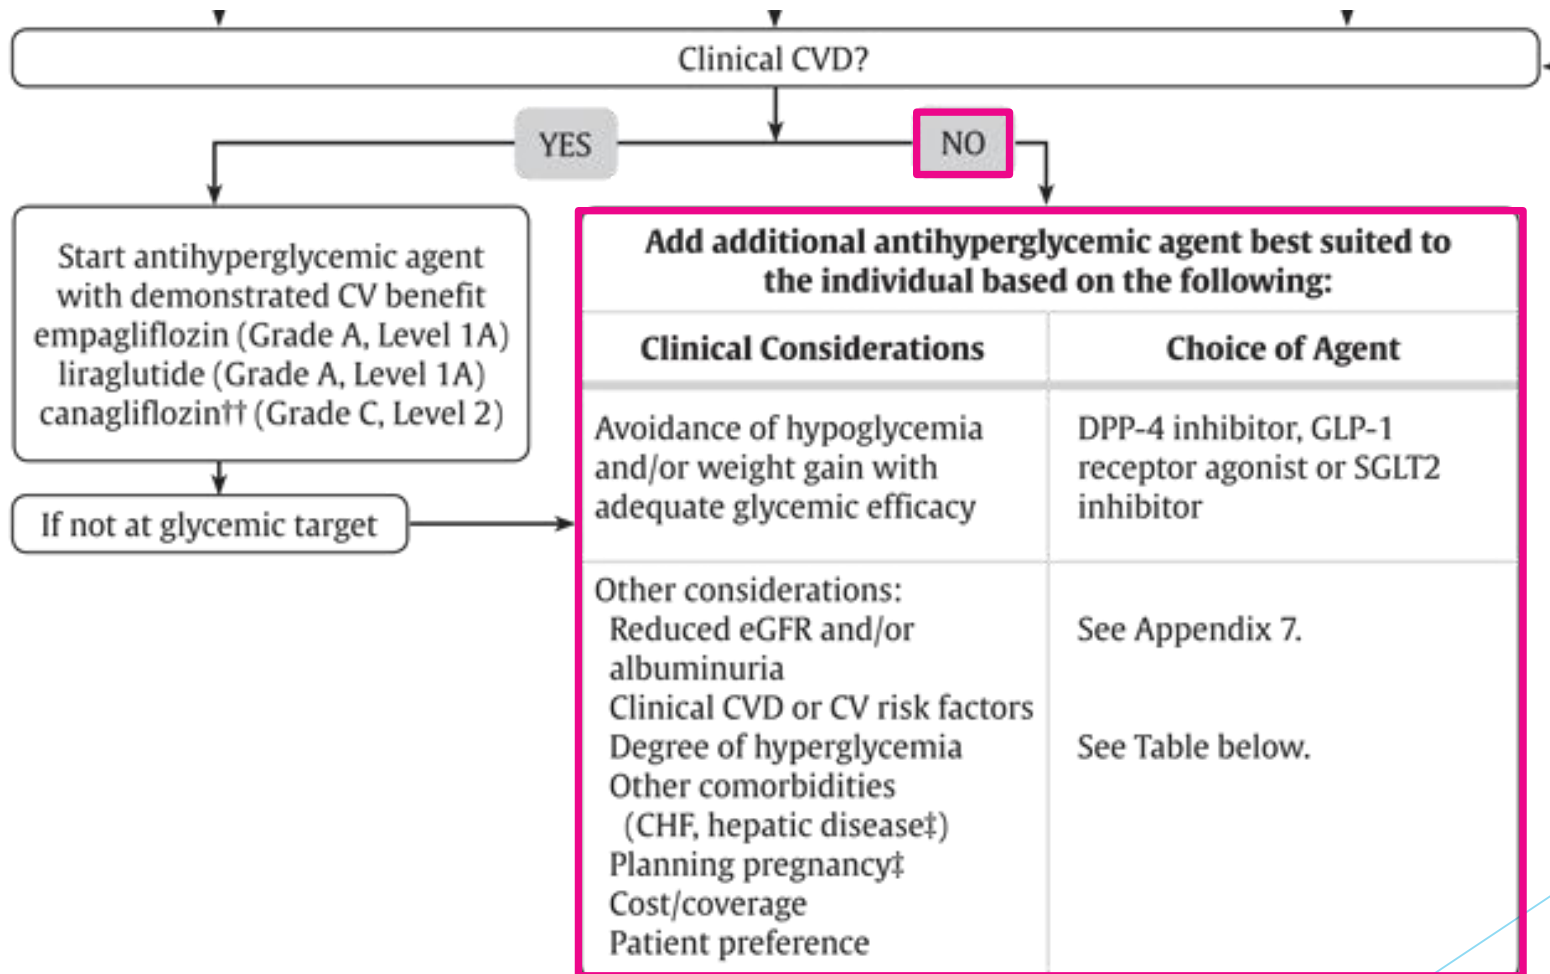 Clinical CVD?
YES
NO
Start antihyperglycemic agent
with demonstrated CV benefit
empagliflozin (Grade A, Level 1A)
liraglutide (Grade A, Level 1A)
canagliflozin†† (Grade C, Level 2)
If not at glycemic target
Add additional antihyperglycemic agent best suited to
the individual based on the following:
Clinical Considerations
Choice of Agent
Avoidance of hypoglycemia
and/or weight gain with
adequate glycemic efficacy
DPP-4 inhibitor, GLP-1
receptor agonist or SGLT2
inhibitor
Other considerations:
Reduced eGFR and/or
albuminuria
See Appendix 7.
Clinical CVD or CV risk factors
Degree of hyperglycemia
See Table below.
Other comorbidities
(CHF, hepatic disease‡)
Planning pregnancy‡
Cost/coverage
Patient preference